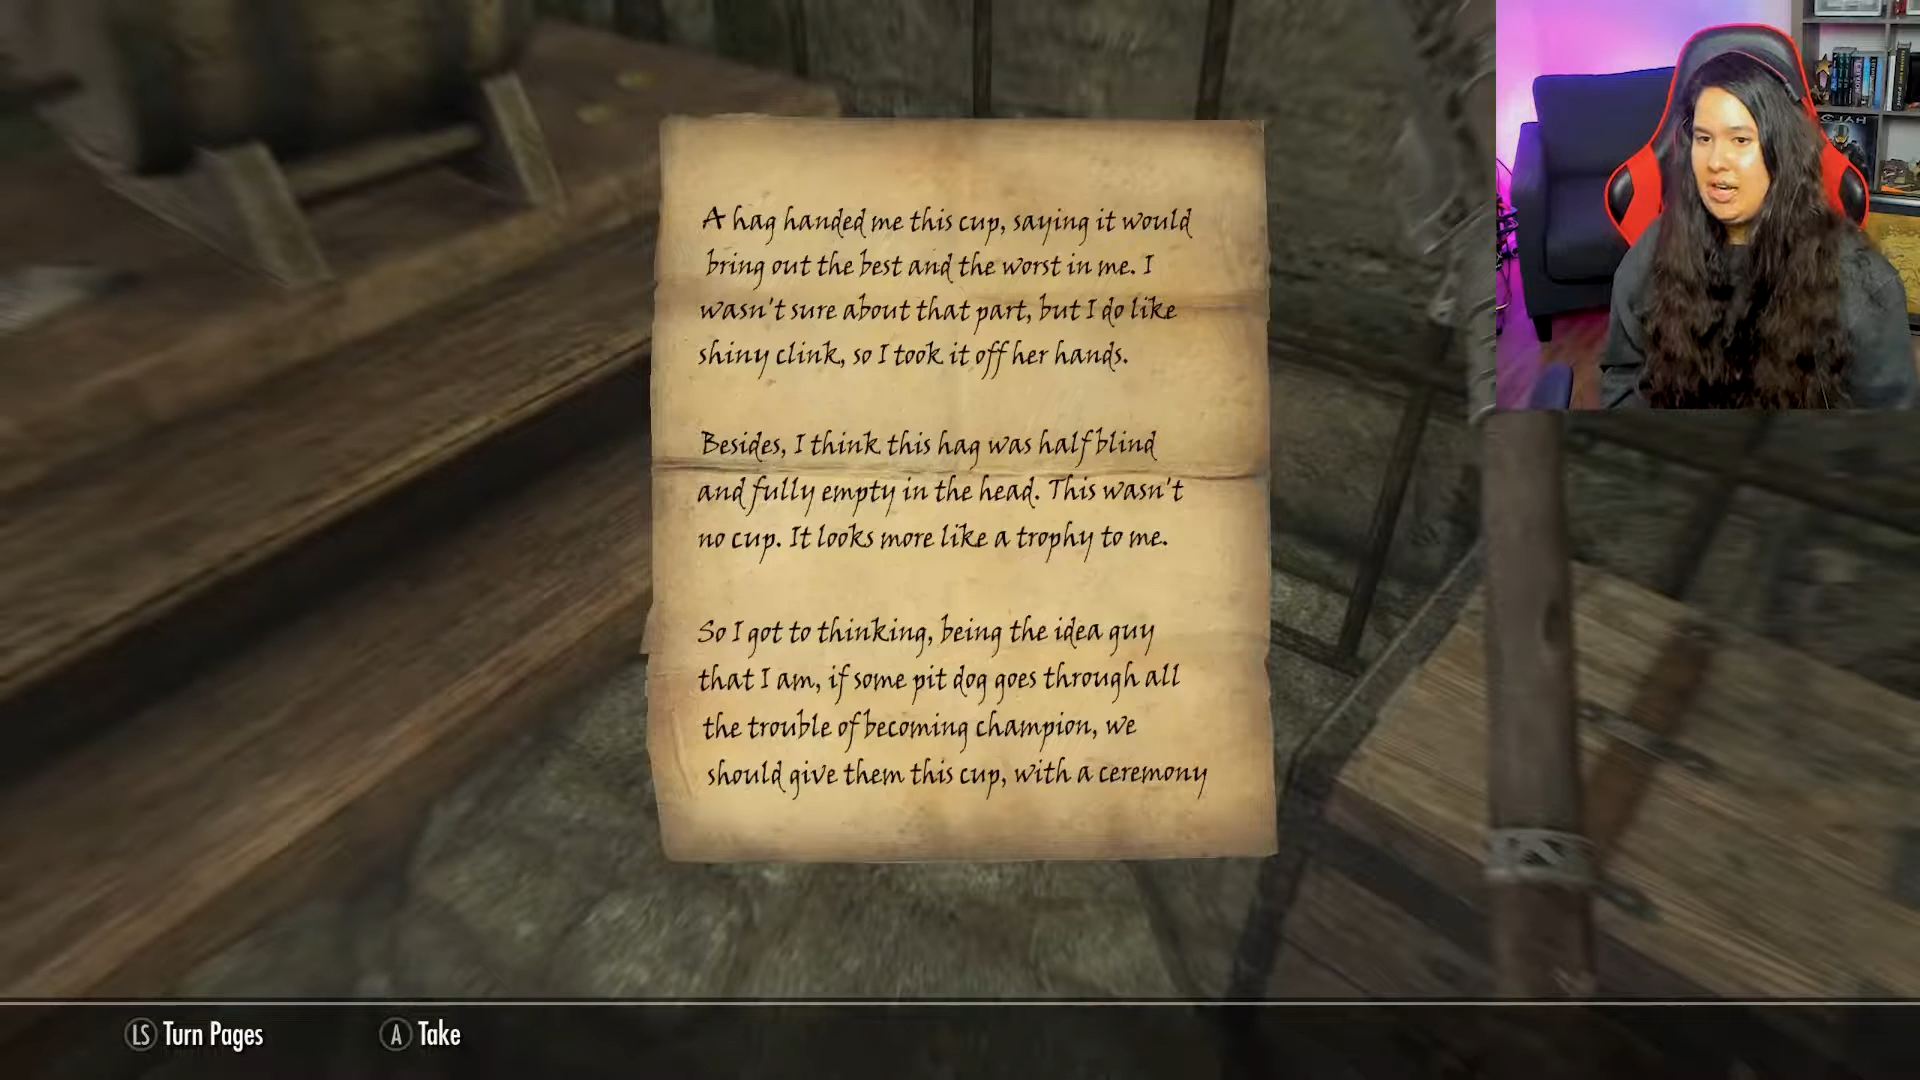 A hag handed me this cup, saying it would
bring out the best and the worst in me. I
wasn't sure about that part, but I do like
shiny clink, so I took it off her hands.
Besides, I think this hag was half blind
and fully empty in the head. This wasn't
no cup. It looks more like a trophy to me.
So I got to thinking, being the idea guy
that I am, if some pit dog goes through all
the trouble of becoming champion, we
should give them this cup, with a ceremony
LS Turn Pages
A Take
HALO